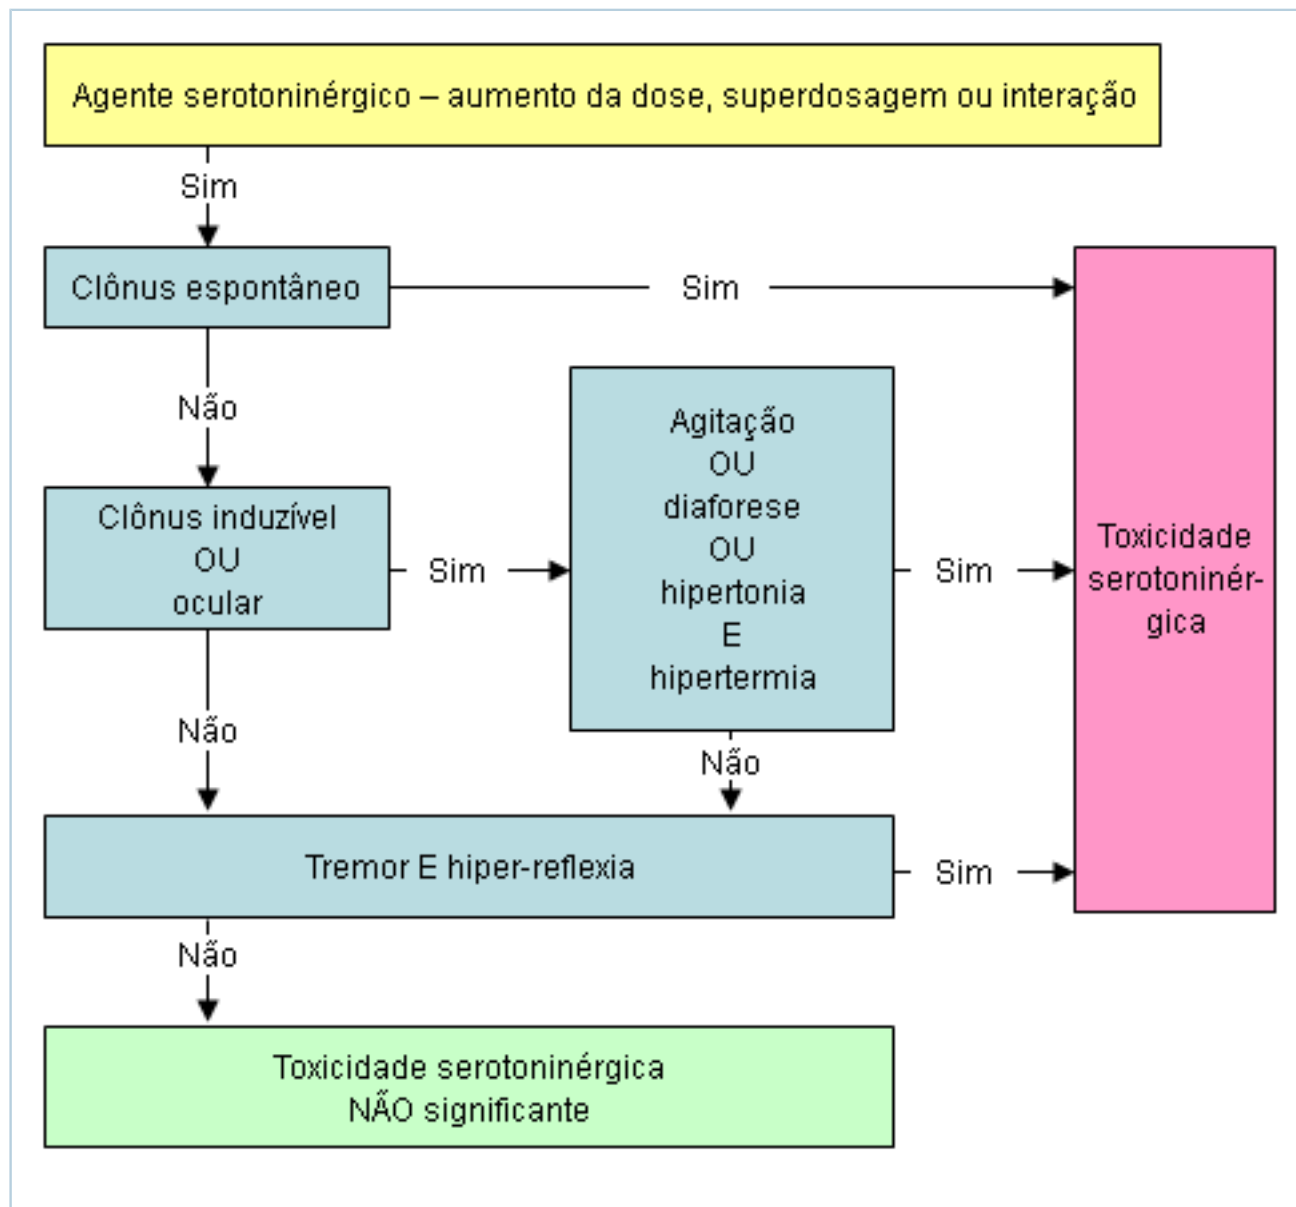 Agente serotoninérgico – aumento da dose, superdosagem ou interação
Sim
Clônus espontâneo
Sim
Não
Agitação
OU
diaforese
OU
hipertonia
E
hipertermia
Clônus induzível
OU
ocular
Sim
Sim
Toxicidade
serotoninér-
gica
Não
Não
Tremor E hiper-reflexia
Sim
Não
Toxicidade serotoninérgica
NÃO significante